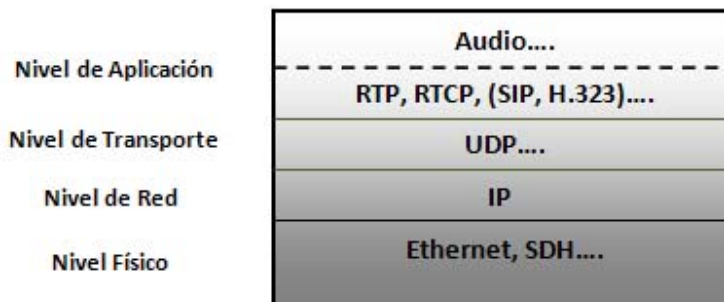 Nivel de Aplicación
Audio....
RTP, RTCP, (SIP, H.323)....
Nivel de Transporte
UDP....
Nivel de Red
IP
Nivel Físico
Ethernet, SDH....